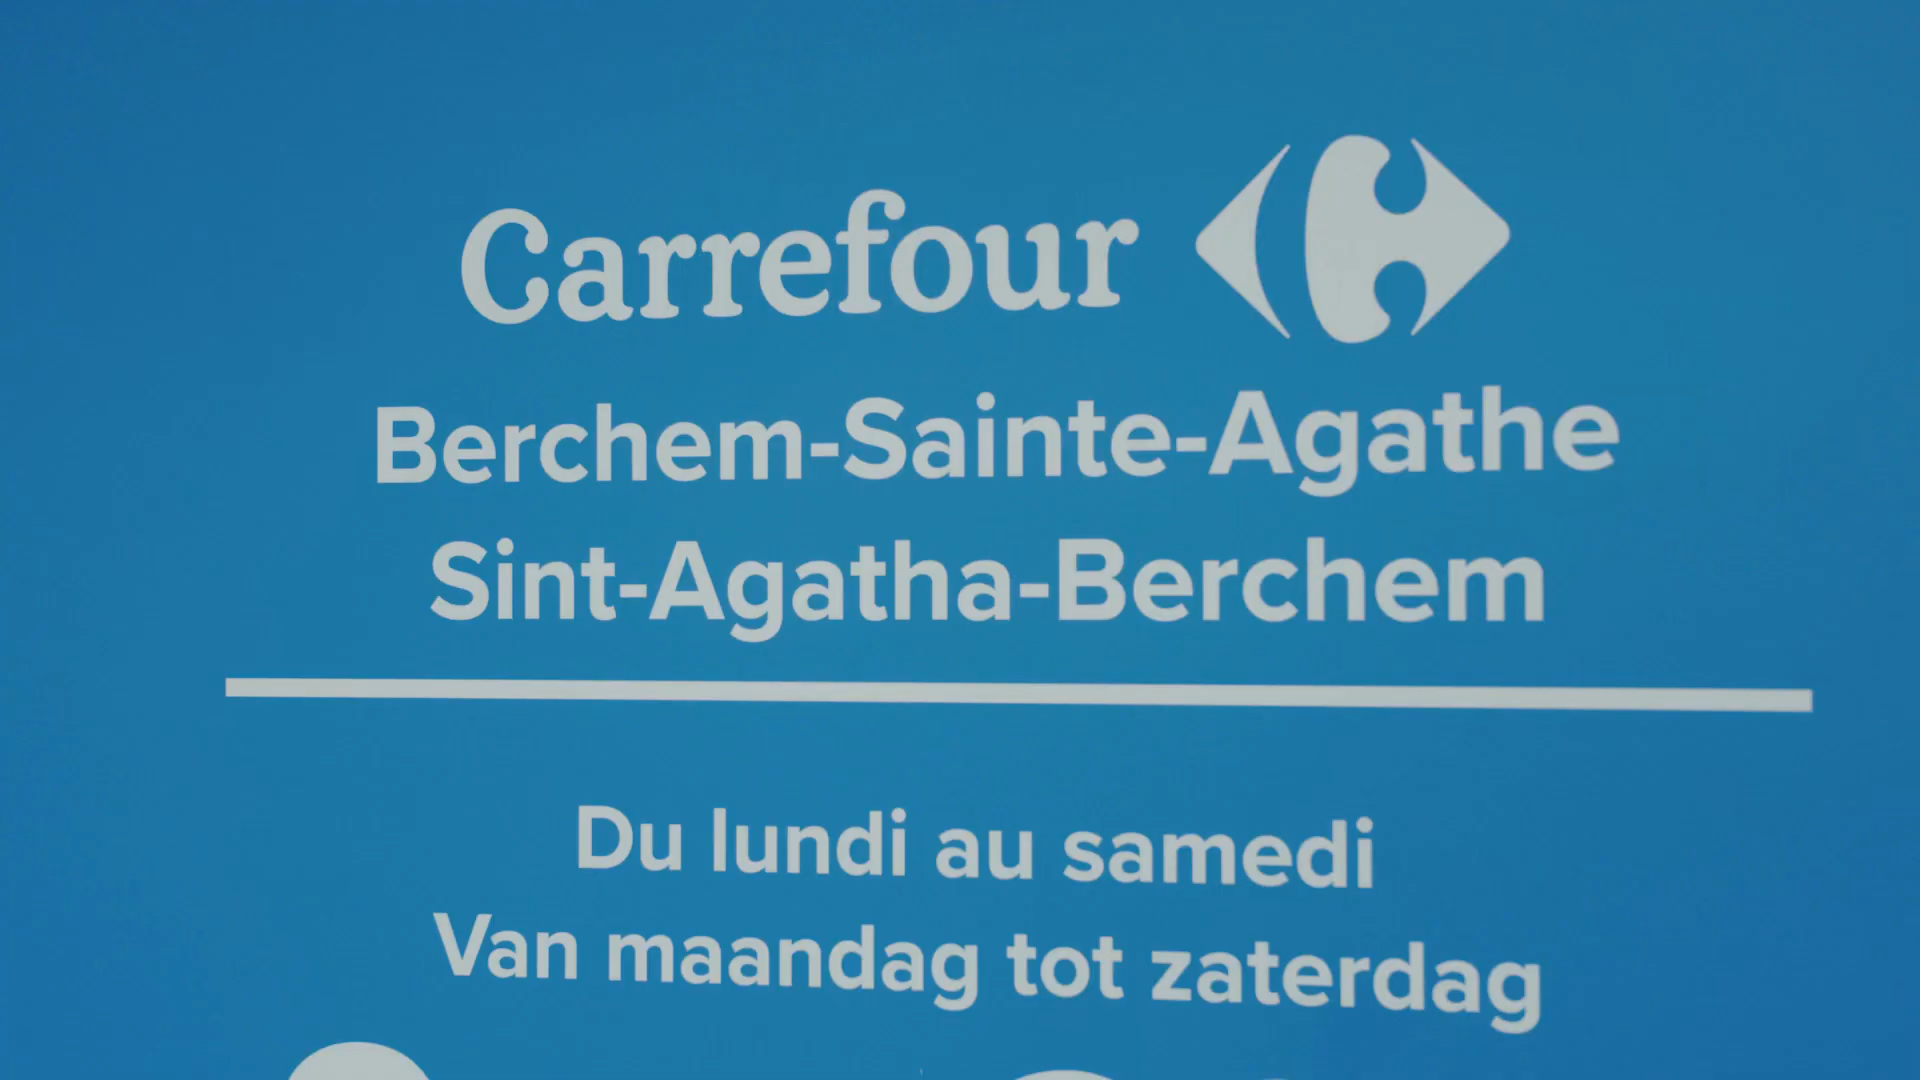 Carrefour
Berchem-Sainte-Agathe
Sint-Agatha-Berchem
Du lundi au samedi
Van maandag tot zaterdag